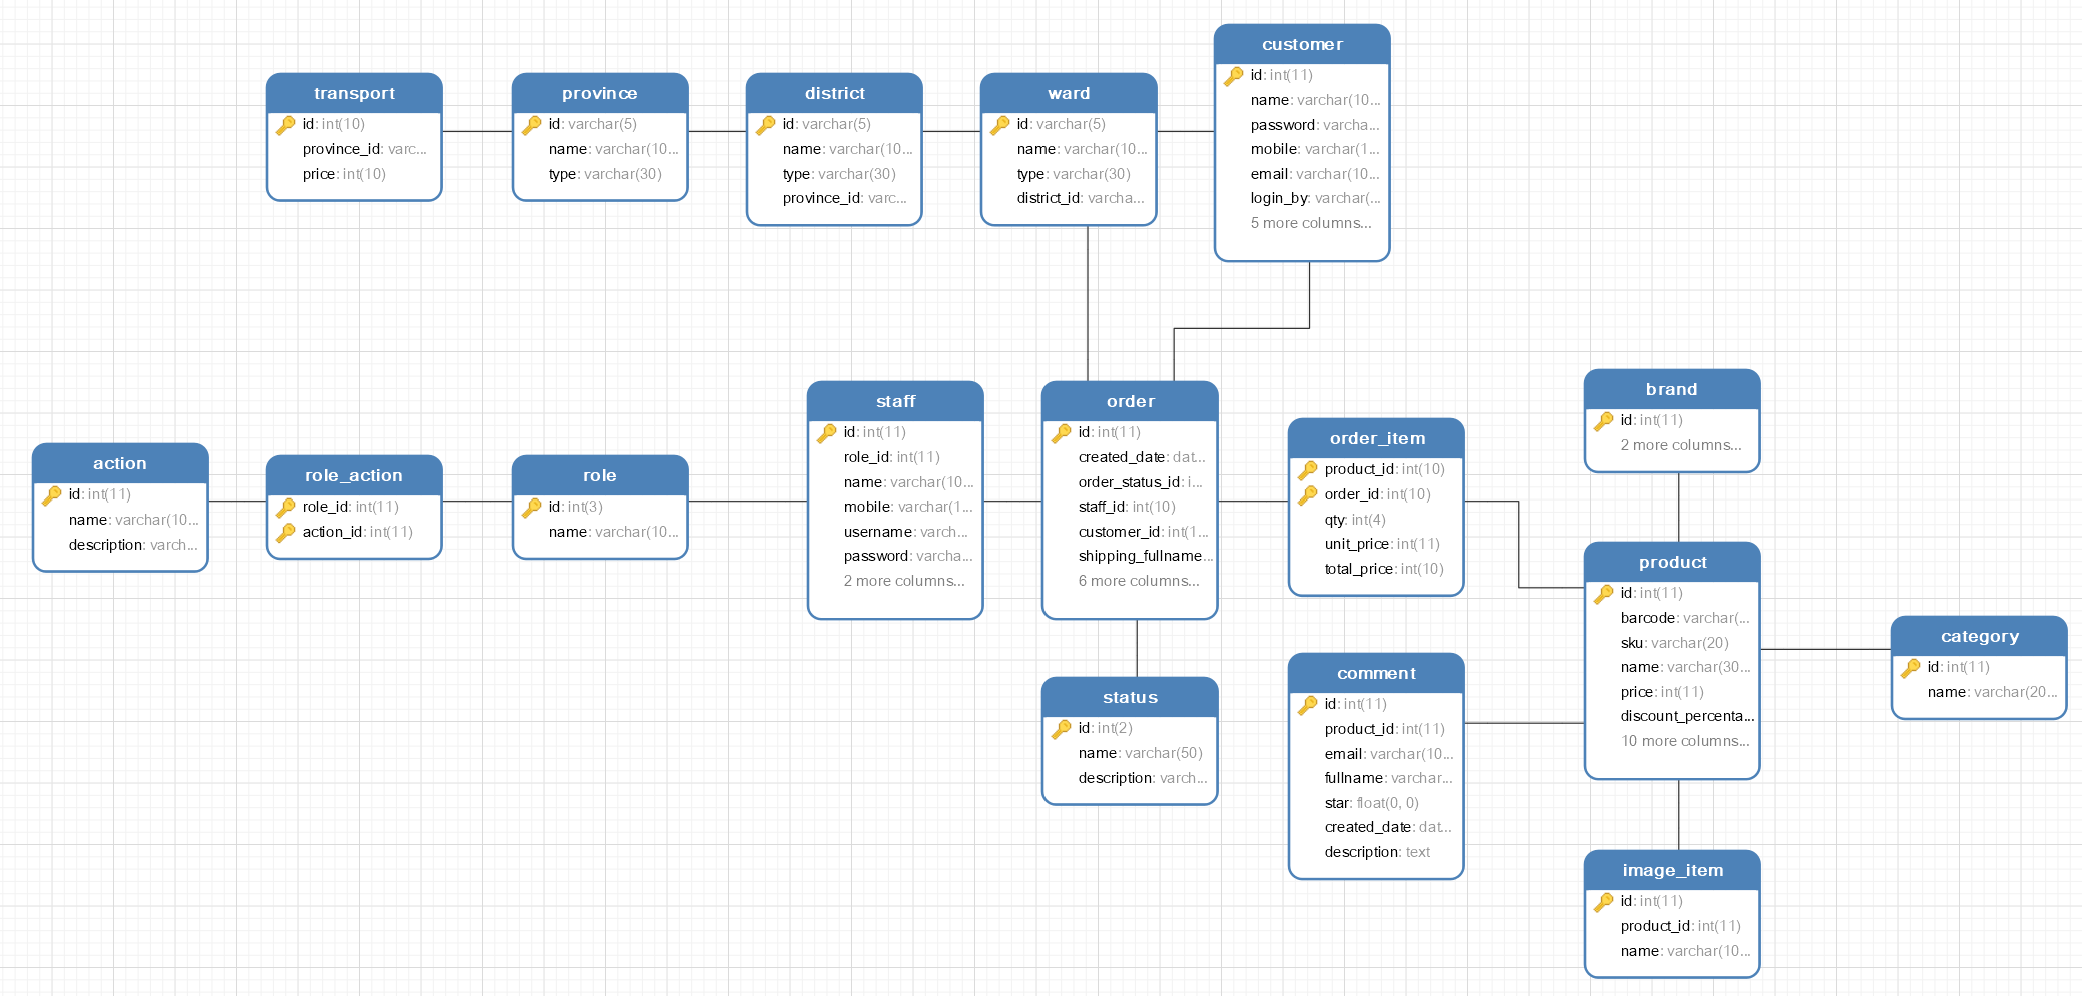 customer
id: int(11)
name: varchar(10...
password: varcha...
mobile: varchar(1...
email: varchar(10...
login_by: varchar(...
5 more columns...
transport
id: int(10)
province_id: varc...
price: int(10)
province
id: varchar(5)
name: varchar(10...
type: varchar(30)
district
id: varchar(5)
name: varchar(10...
type: varchar(30)
province_id: varc...
ward
id: varchar(5)
name: varchar(10...
type: varchar(30)
district_id: varcha...
action
id: int(11)
name: varchar(10...
description: varch...
role_action
role_id: int(11)
action_id: int(11)
role
id: int(3)
name: varchar(10...
staff
id: int(11)
role_id: int(11)
name: varchar(10...
mobile: varchar(1...
username: varch...
password: varcha...
2 more columns...
order
id: int(11)
created_date: dat...
order_status_id: i...
staff_id: int(10)
customer_id: int(1...
shipping_fullname...
6 more columns...
order_item
product_id: int(10)
order_id: int(10)
qty: int(4)
unit_price: int(11)
total_price: int(10)
brand
id: int(11)
2 more columns...
product
id: int(11)
barcode: varchar(...
sku: varchar(20)
name: varchar(30...
price: int(11)
discount_percenta...
10 more columns...
category
id: int(11)
name: varchar(20...
status
id: int(2)
name: varchar(50)
description: varch...
comment
id: int(11)
product_id: int(11)
email: varchar(10...
fullname: varchar...
star: float(0, 0)
created_date: dat...
description: text
image_item
id: int(11)
product_id: int(11)
name: varchar(10...